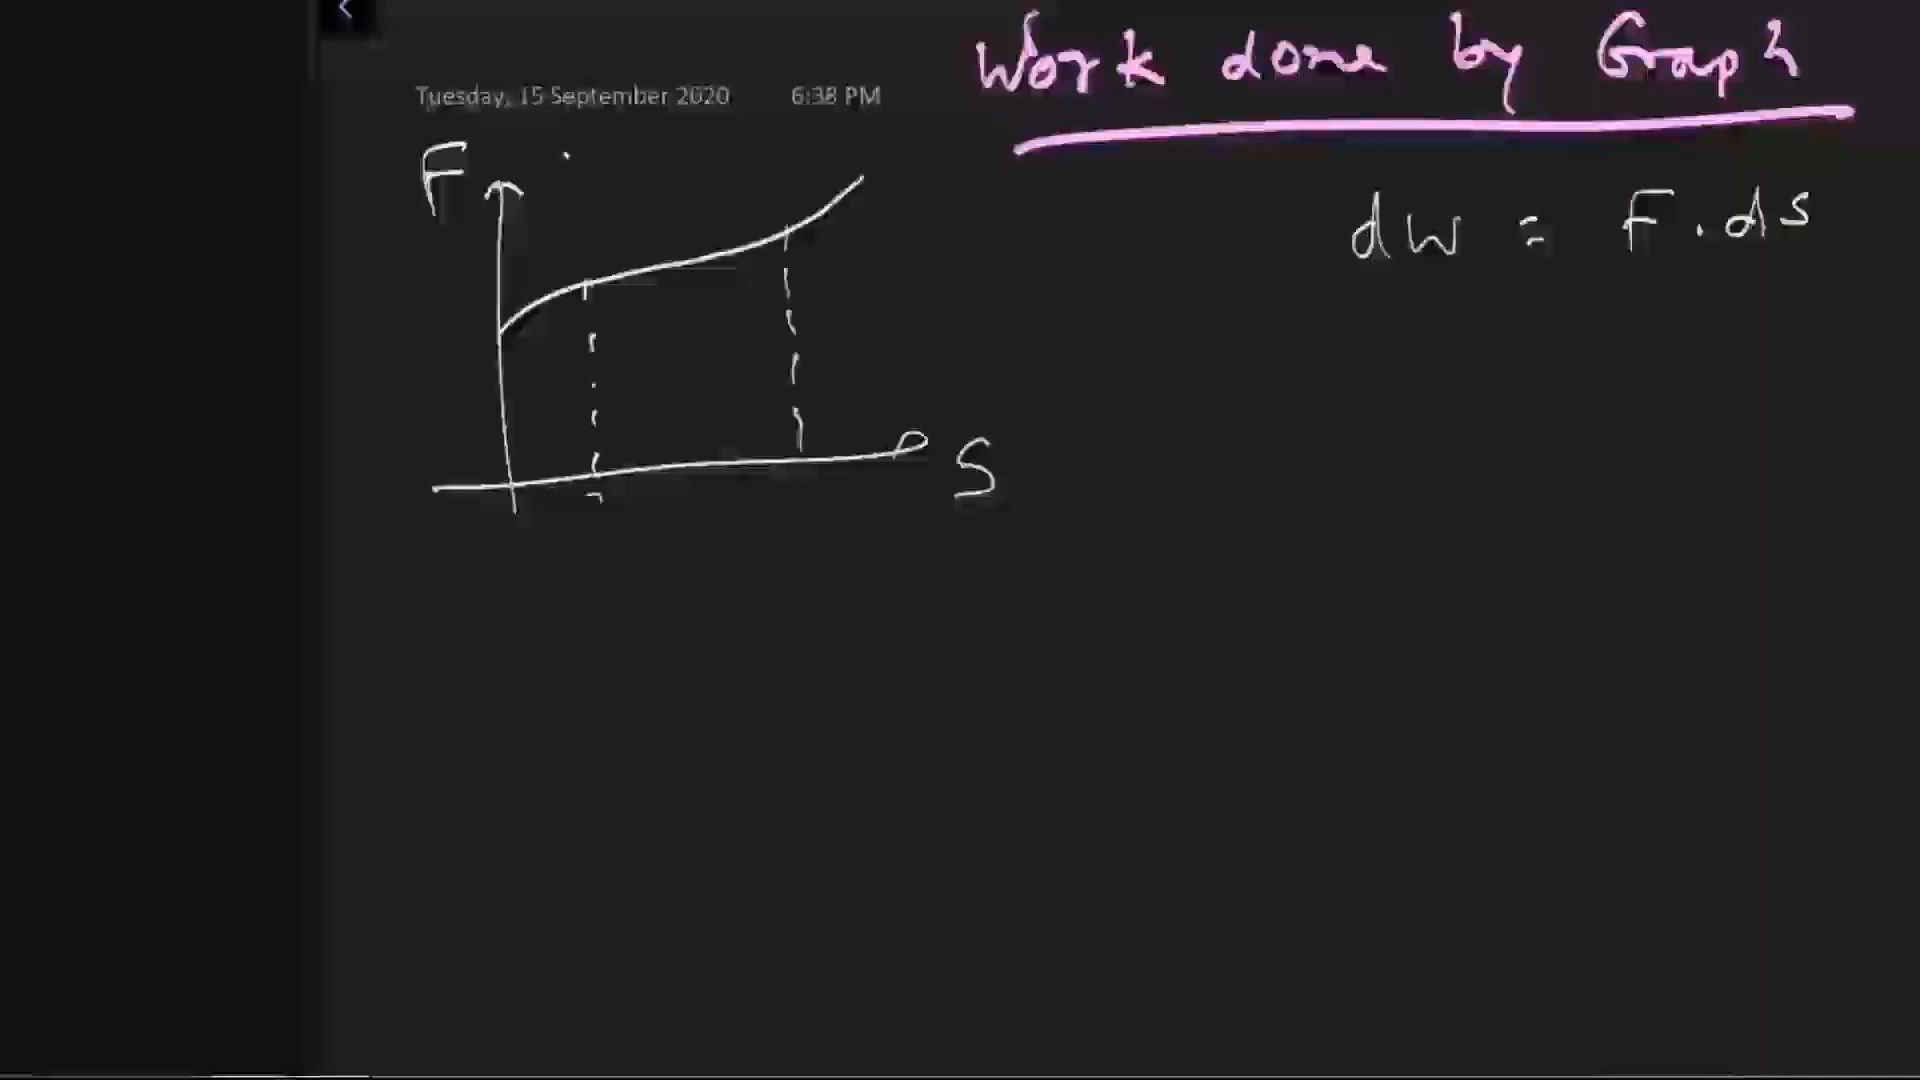 Work done by Graph
Tuesday, 15 September 2020 6:38 PM
F
dw = F . ds
S